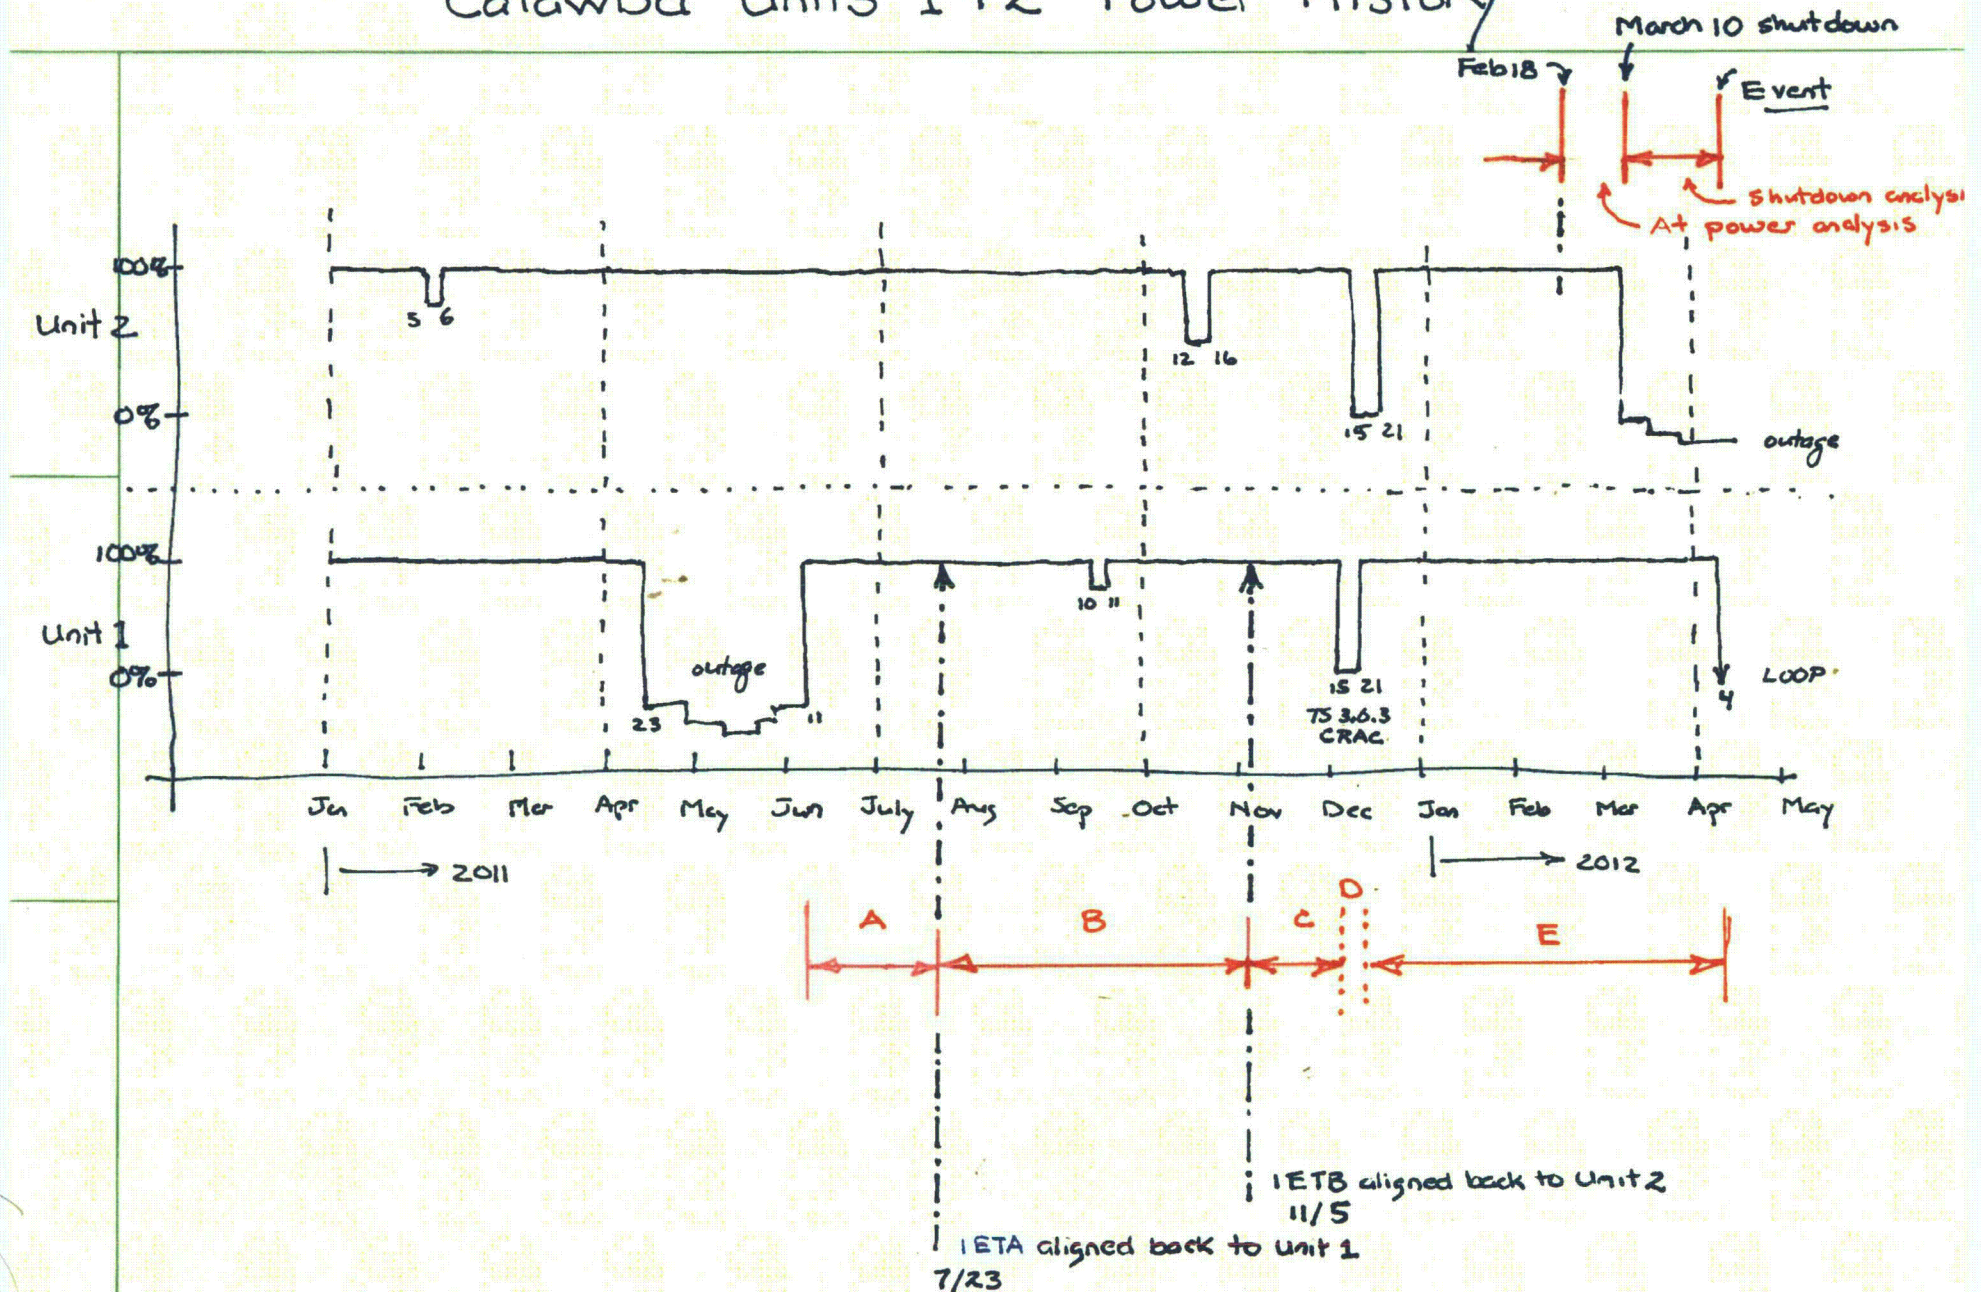 Catawba Units 1+2 Power History
March 10 shutdown
Feb 18
Event
shutdown analysi
At power analysis
100%
Unit 2
5 6
12 16
0%
15 21
outage
100%
10 11
Unit 1
outage
0%
23
11
15 21
LOOP
4
TS 3.6.3
CRAC
Jan Feb Mar Apr May Jun July Aug Sep Oct Nov Dec Jan Feb Mar Apr May
2011
2012
D
A B C E
1ETB aligned back to Unit 2
11/5
1ETA aligned back to Unit 1
7/23